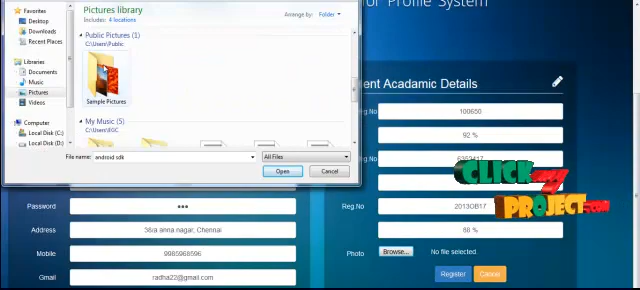 or Profile System
Favorites
Desktop
Downloads
Recent Places
Libraries
Documents
Music
Pictures
Videos
Computer
Local Disk (C:)
Local Disk (D:)
Pictures library
Includes: 4 locations
Arrange by: Folder
Public Pictures (1)
C:\Users\Public
Sample Pictures
My Music (5)
C:\Users\EGC
File name: android sdk
All Files
Open
Cancel
ent Acadamic Details
eg No 100650
92 %
Reg.No 2013OB17
68 %
Photo Browse... No file selected.
Register Cancel
Password •••
Address 36/a anna nagar, Chennai
Mobile 9985968596
Gmail radha22@gmail.com
CLICK my
PROJECT.com